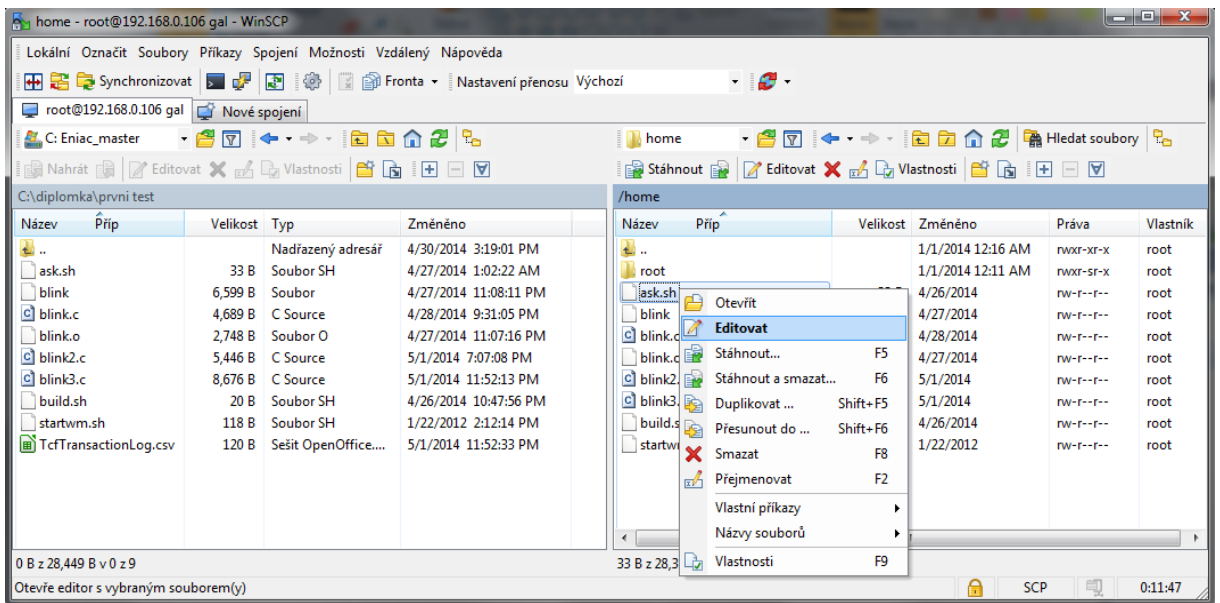 home - root@192.168.0.106 gal - WinSCP
Lokální Označit Soubory Příkazy Spojení Možnosti Vzdálený Nápověda
Synchronizovat Fronta Nastavení přenosu Výchozí
root@192.168.0.106 gal Nové spojení
C: Eniac_master
home Hledat soubory
Nahrát Editovat Vlastnosti
Stáhnout Editovat Vlastnosti
C:\diplomka\prvni test
Název Příp Velikost Typ Změněno
.. Nadřazený adresář 4/30/2014 3:19:01 PM
ask.sh 33 B Soubor SH 4/27/2014 1:02:22 AM
blink 6,599 B Soubor 4/27/2014 11:08:11 PM
blink.c 4,689 B C Source 4/28/2014 9:31:05 PM
blink.o 2,748 B Soubor O 4/27/2014 11:07:16 PM
blink2.c 5,446 B C Source 5/1/2014 7:07:08 PM
blink3.c 8,676 B C Source 5/1/2014 11:52:13 PM
build.sh 20 B Soubor SH 4/26/2014 10:47:56 PM
startwm.sh 118 B Soubor SH 1/22/2012 2:12:14 PM
TcfTransactionLog.csv 120 B Sešit OpenOffice.... 5/1/2014 11:52:33 PM
0 B z 28,449 B v 0 z 9
/home
Název Příp Velikost Změněno Práva Vlastník
.. 1/1/2014 12:16 AM rwxr-xr-x root
root 1/1/2014 12:11 AM rwxr-sr-x root
ask.sh 4/26/2014 rw-r--r-- root
blink 4/27/2014 rw-r--r-- root
blink.c 4/28/2014 rw-r--r-- root
blink.c 4/27/2014 rw-r--r-- root
blink2. 5/1/2014 rw-r--r-- root
blink3. 5/1/2014 rw-r--r-- root
build.s 4/26/2014 rw-r--r-- root
startw 1/22/2012 rw-r--r-- root
33 B z 28,3
Otevřít
Editovat
Stáhnout... F5
Stáhnout a smazat... F6
Duplikovat ... Shift+F5
Přesunout do ... Shift+F6
Smazat F8
Přejmenovat F2
Vlastní příkazy
Názvy souborů
Vlastnosti F9
Otevře editor s vybraným souborem(y) SCP 0:11:47